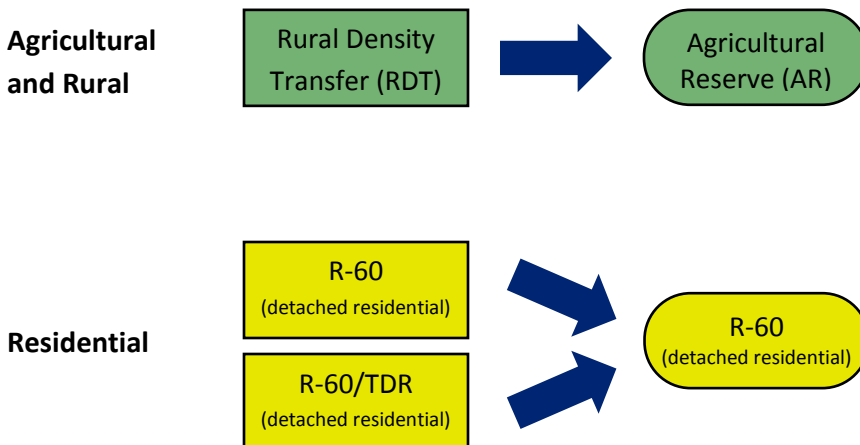 Agricultural
and Rural
Rural Density
Transfer (RDT)
Agricultural
Reserve (AR)
Residential
R-60
(detached residential)
R-60/TDR
(detached residential)
R-60
(detached residential)